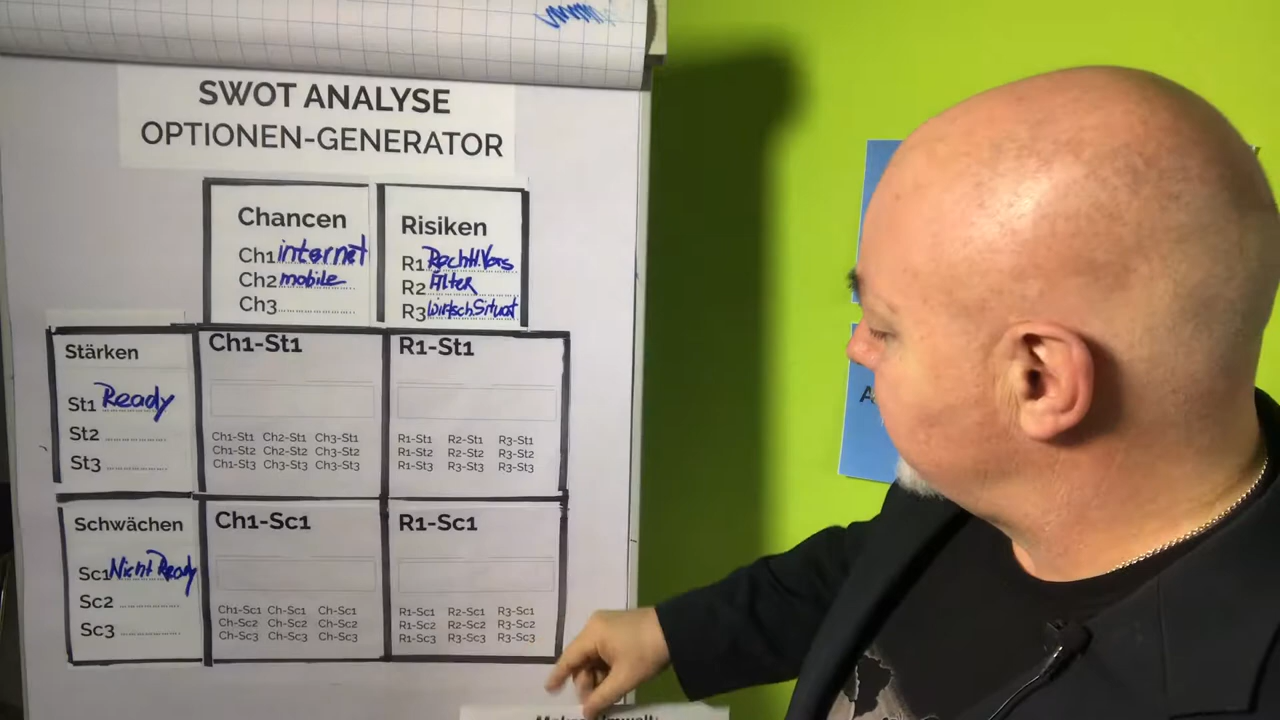 SWOT ANALYSE
OPTIONEN-GENERATOR
Chancen
Ch1 internet
Ch2 mobile
Ch3
Risiken
R1 Rechtl. Vors
R2 Alter
R3 wirtsch Situat
Stärken
St1 Ready
St2
St3
Ch1-St1
Ch1-St1 Ch2-St1 Ch3-St1
Ch1-St2 Ch2-St2 Ch3-St2
Ch1-St3 Ch3-St3 Ch3-St3
R1-St1
R1-St1 R2-St1 R3-St1
R1-St2 R2-St2 R3-St2
R1-St3 R3-St3 R3-St3
Schwächen
Sc1 Nicht Ready
Sc2
Sc3
Ch1-Sc1
Ch1-Sc1 Ch-Sc1 Ch-Sc1
Ch-Sc2 Ch-Sc2 Ch-Sc2
Ch-Sc3 Ch-Sc3 Ch-Sc3
R1-Sc1
R1-Sc1 R2-Sc1 R3-Sc1
R1-Sc2 R2-Sc2 R3-Sc2
R1-Sc3 R3-Sc3 R3-Sc3